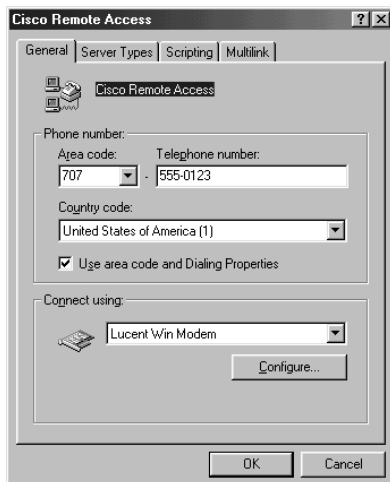 Cisco Remote Access
General Server Types Scripting Multilink
Cisco Remote Access
Phone number:
Area code: Telephone number:
707 - 555-0123
Country code:
United States of America (1)
Use area code and Dialing Properties
Connect using:
Lucent Win Modem
Configure...
OK Cancel